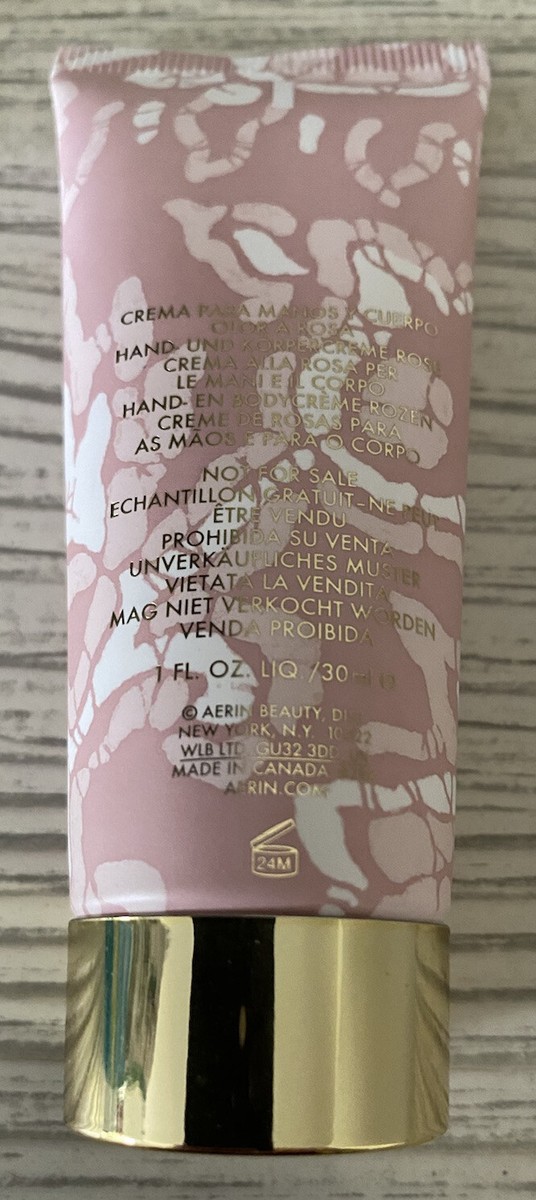 CREMA PARA MANOS Y CUERPO
OLOR A ROSA
HAND- UND KÖRPERCREME ROSE
CREMA ALLA ROSA PER
LE MANI E IL CORPO
HAND- EN BODYCRÈME ROZEN
CREME DE ROSAS PARA
AS MÃOS E PARA O CORPO
NOT FOR SALE
ECHANTILLON GRATUIT-NE PEUT
ÊTRE VENDU
PROHIBIDA SU VENTA
UNVERKÄUFLICHES MUSTER
VIETATA LA VENDITA
MAG NIET VERKOCHT WORDEN
VENDA PROIBIDA
1 FL. OZ. LIQ./30 ml
© AERIN BEAUTY,
NEW YORK, N.Y.
WLB LTD. GU32
MADE IN CANADA
AERIN.COM
24M